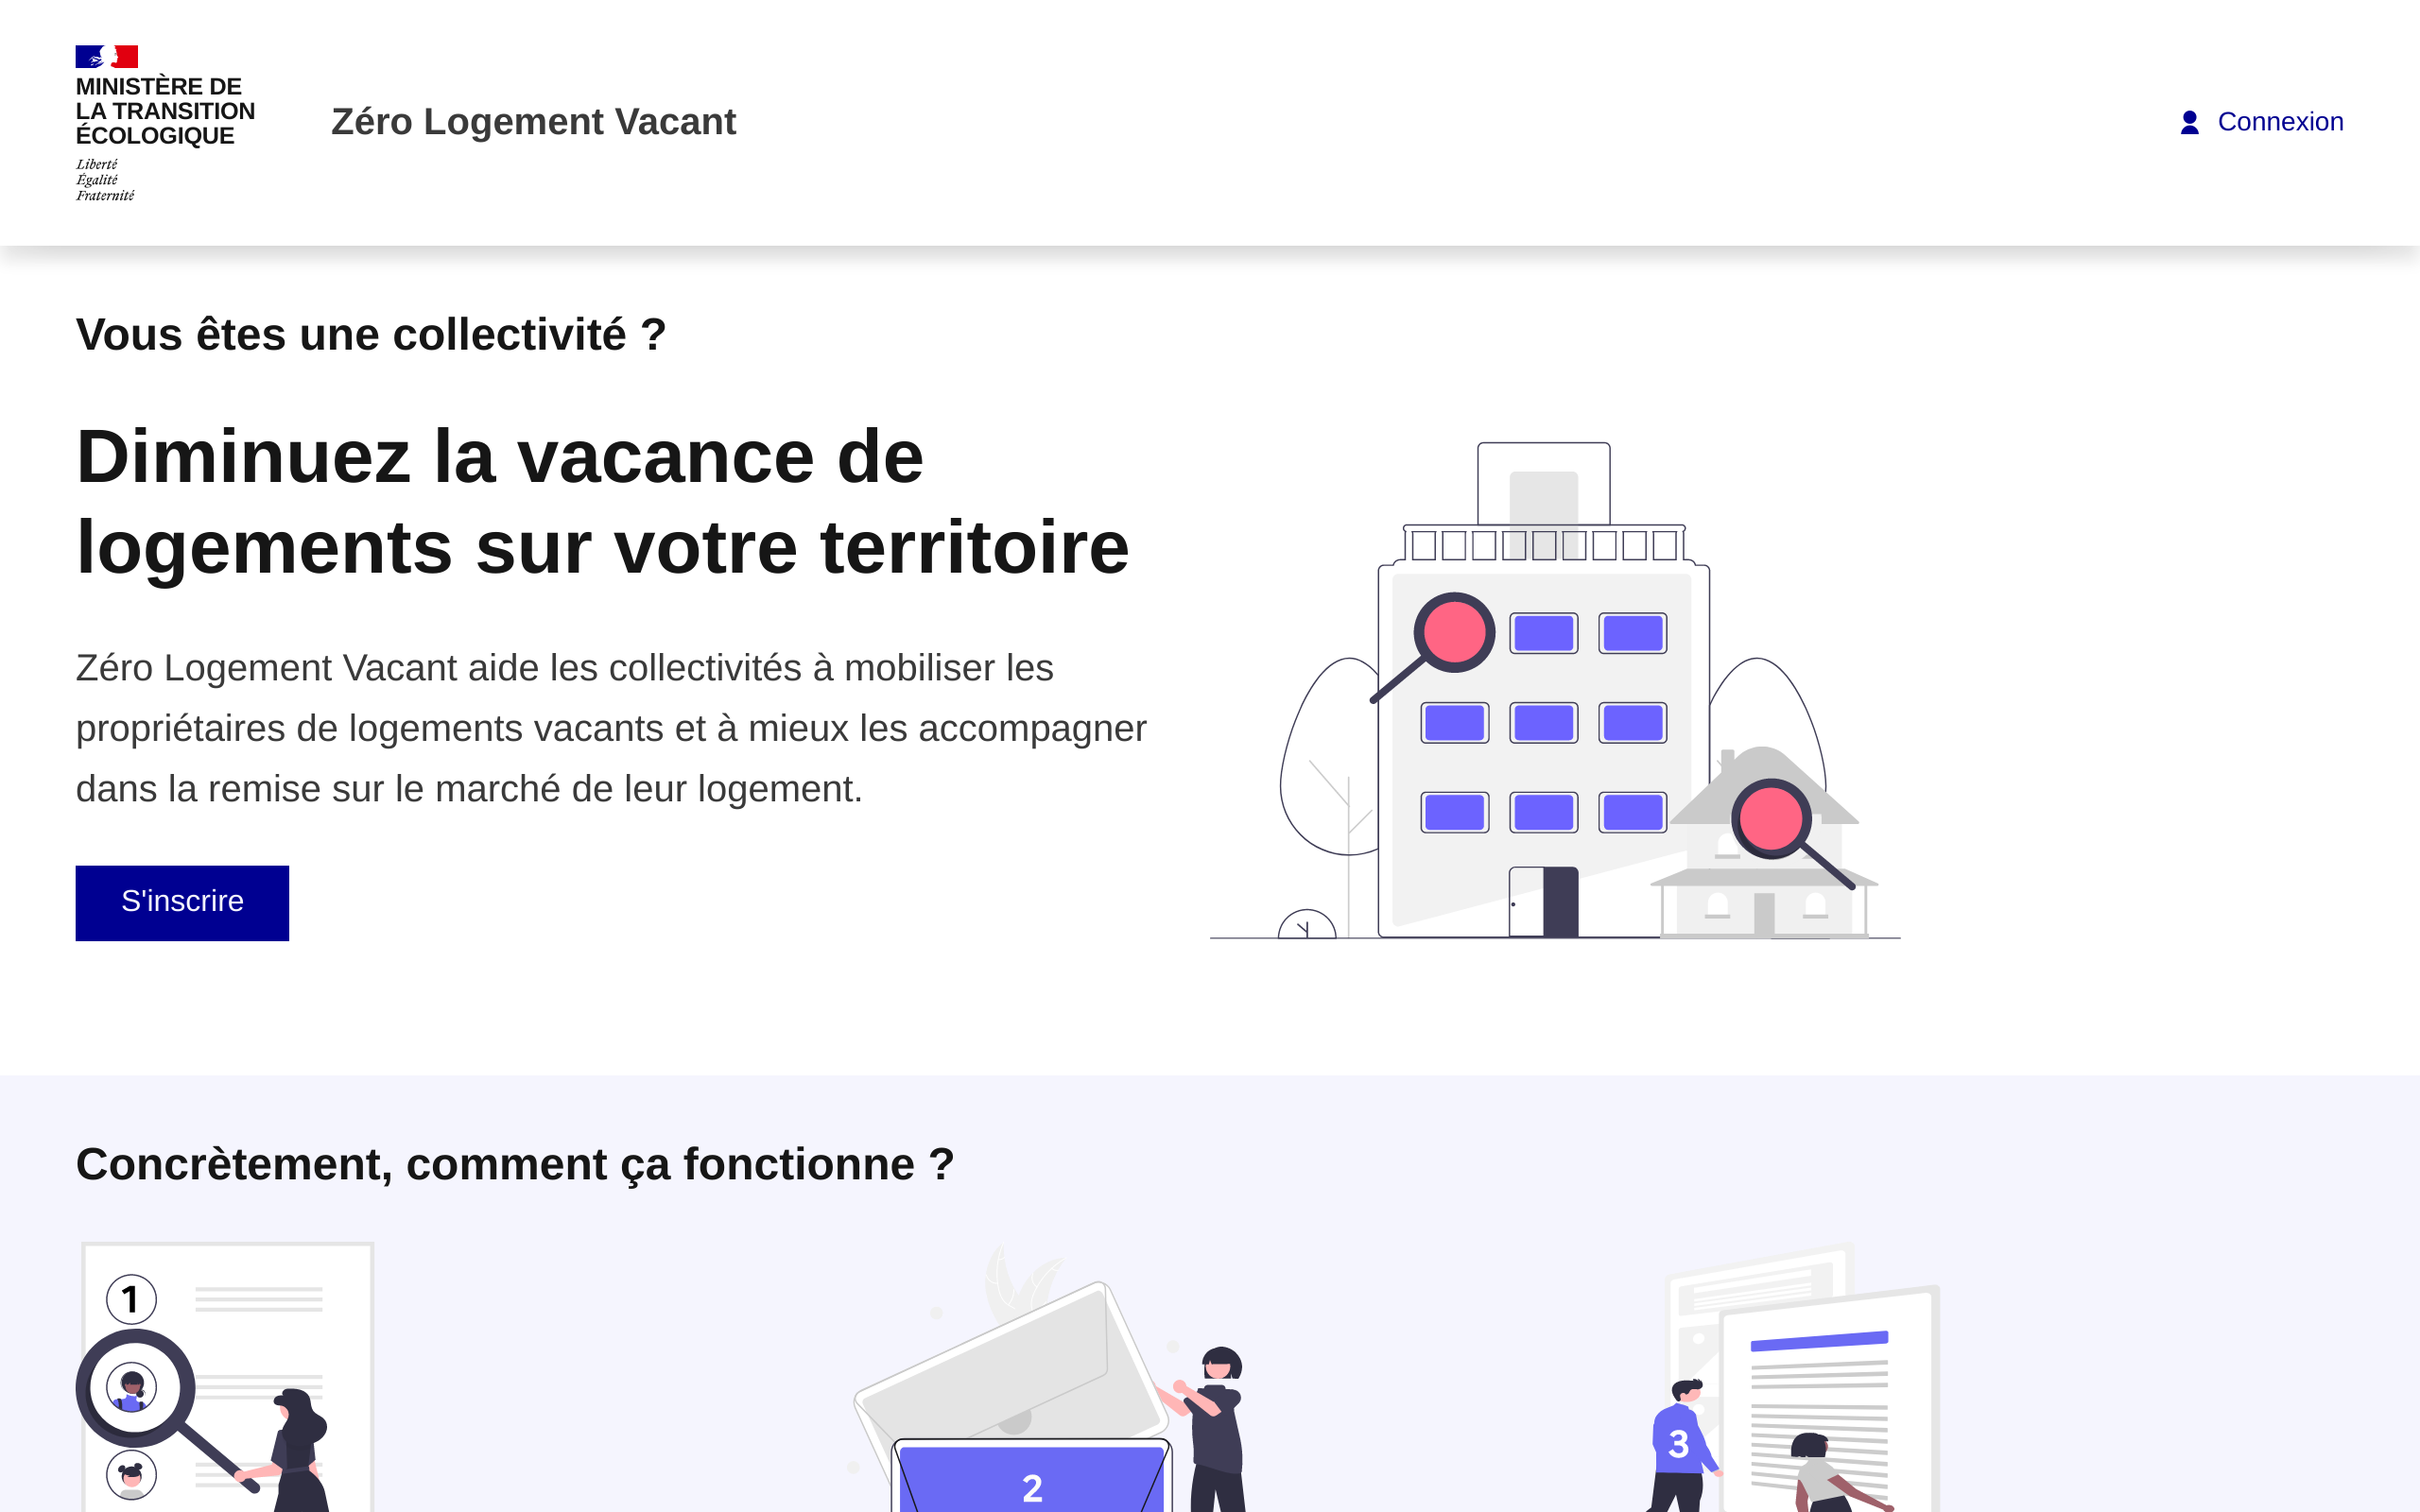 MINISTÈRE DE
LA TRANSITION
ÉCOLOGIQUE
Liberté
Égalité
Fraternité
Zéro Logement Vacant
Connexion
Vous êtes une collectivité ?
Diminuez la vacance de
logements sur votre territoire
Zéro Logement Vacant aide les collectivités à mobiliser les
propriétaires de logements vacants et à mieux les accompagner
dans la remise sur le marché de leur logement.
S'inscrire
Concrètement, comment ça fonctionne ?
1
2
3